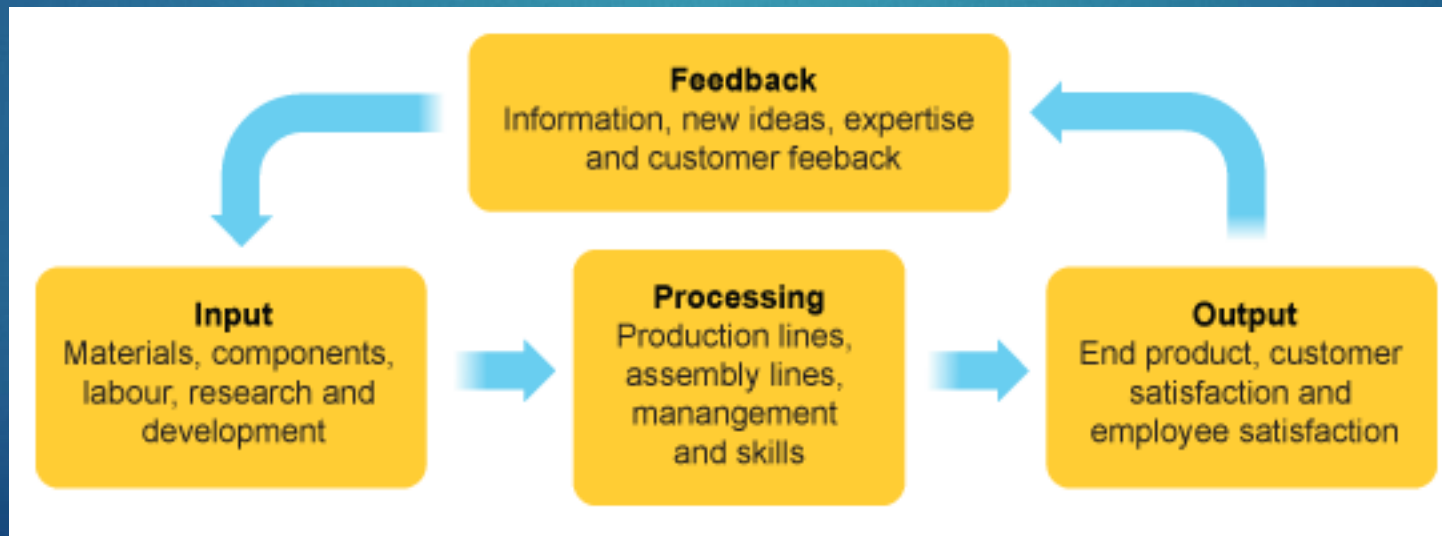 Feedback
Information, new ideas, expertise
and customer feeback
Input
Materials, components,
labour, research and
development
Processing
Production lines,
assembly lines,
manangement
and skills
Output
End product, customer
satisfaction and
employee satisfaction